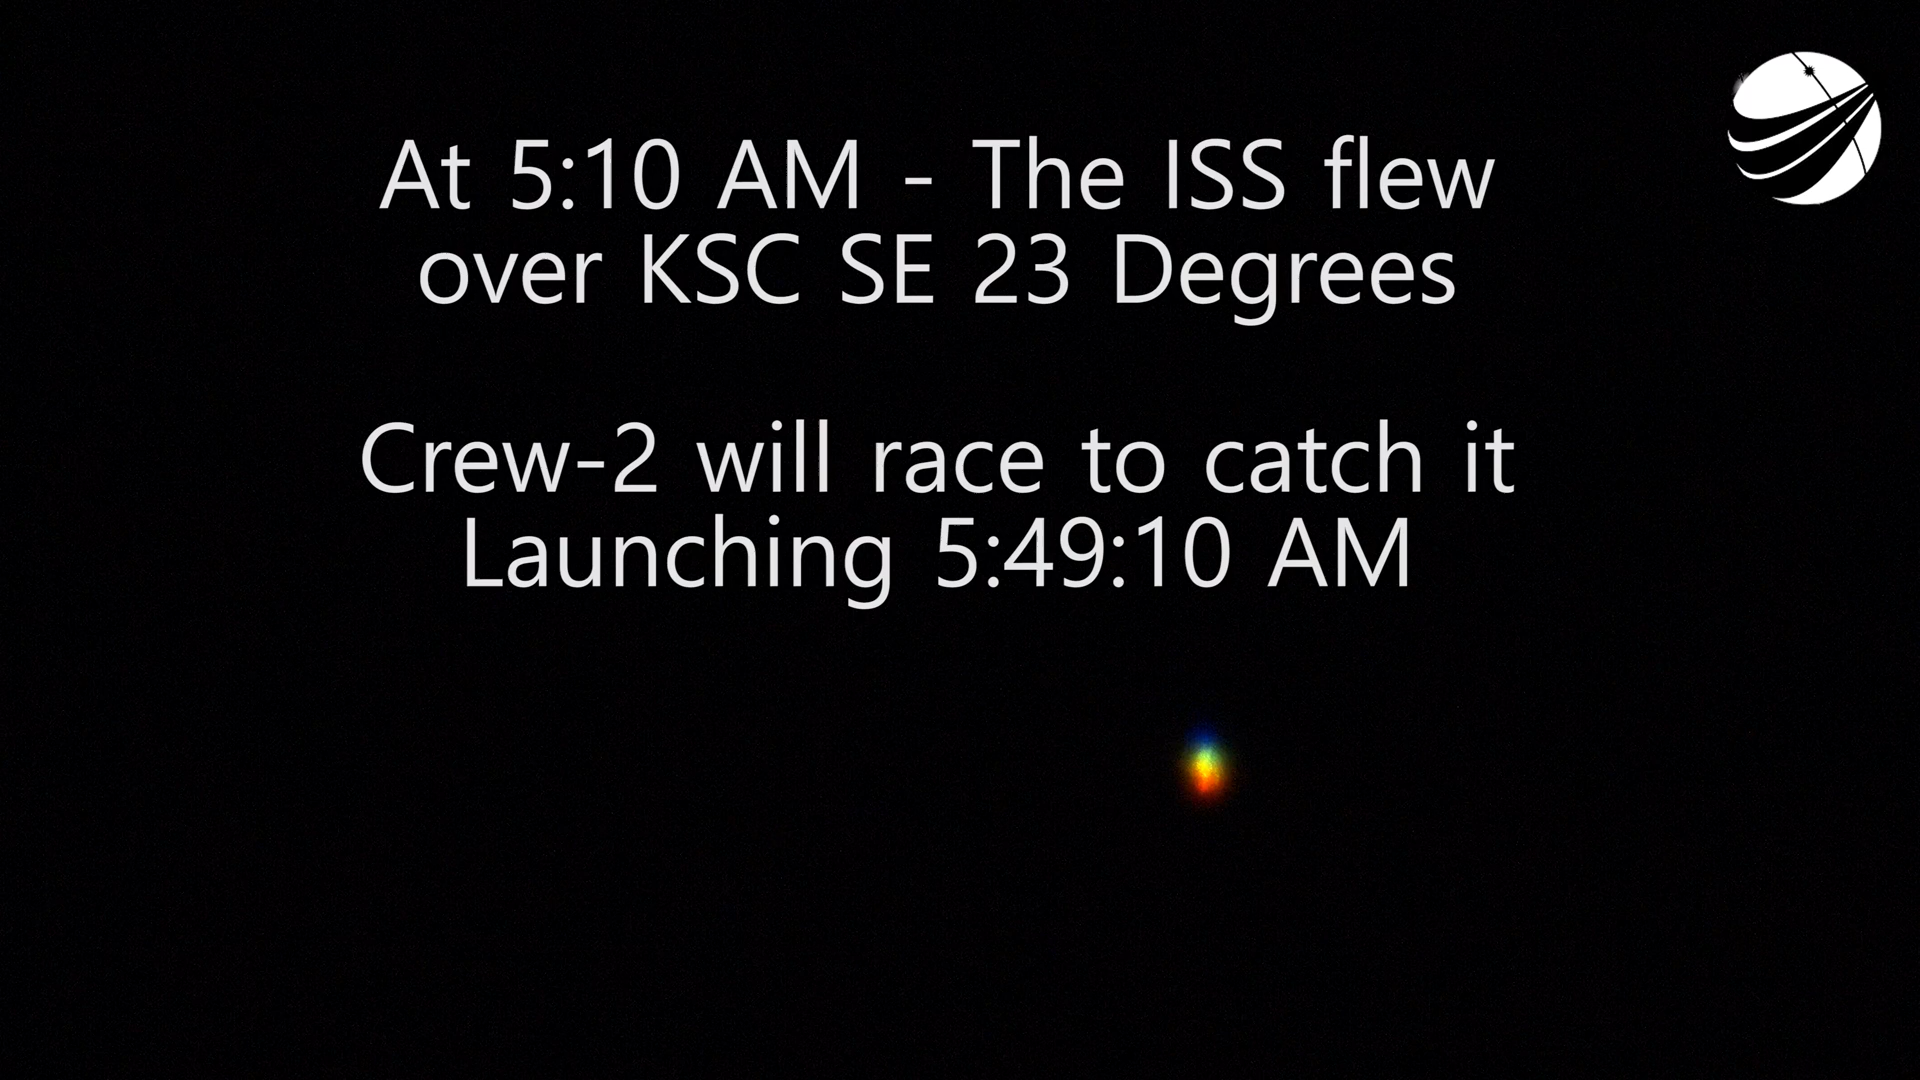 At 5:10 AM - The ISS flew
over KSC SE 23 Degrees
Crew-2 will race to catch it
Launching 5:49:10 AM